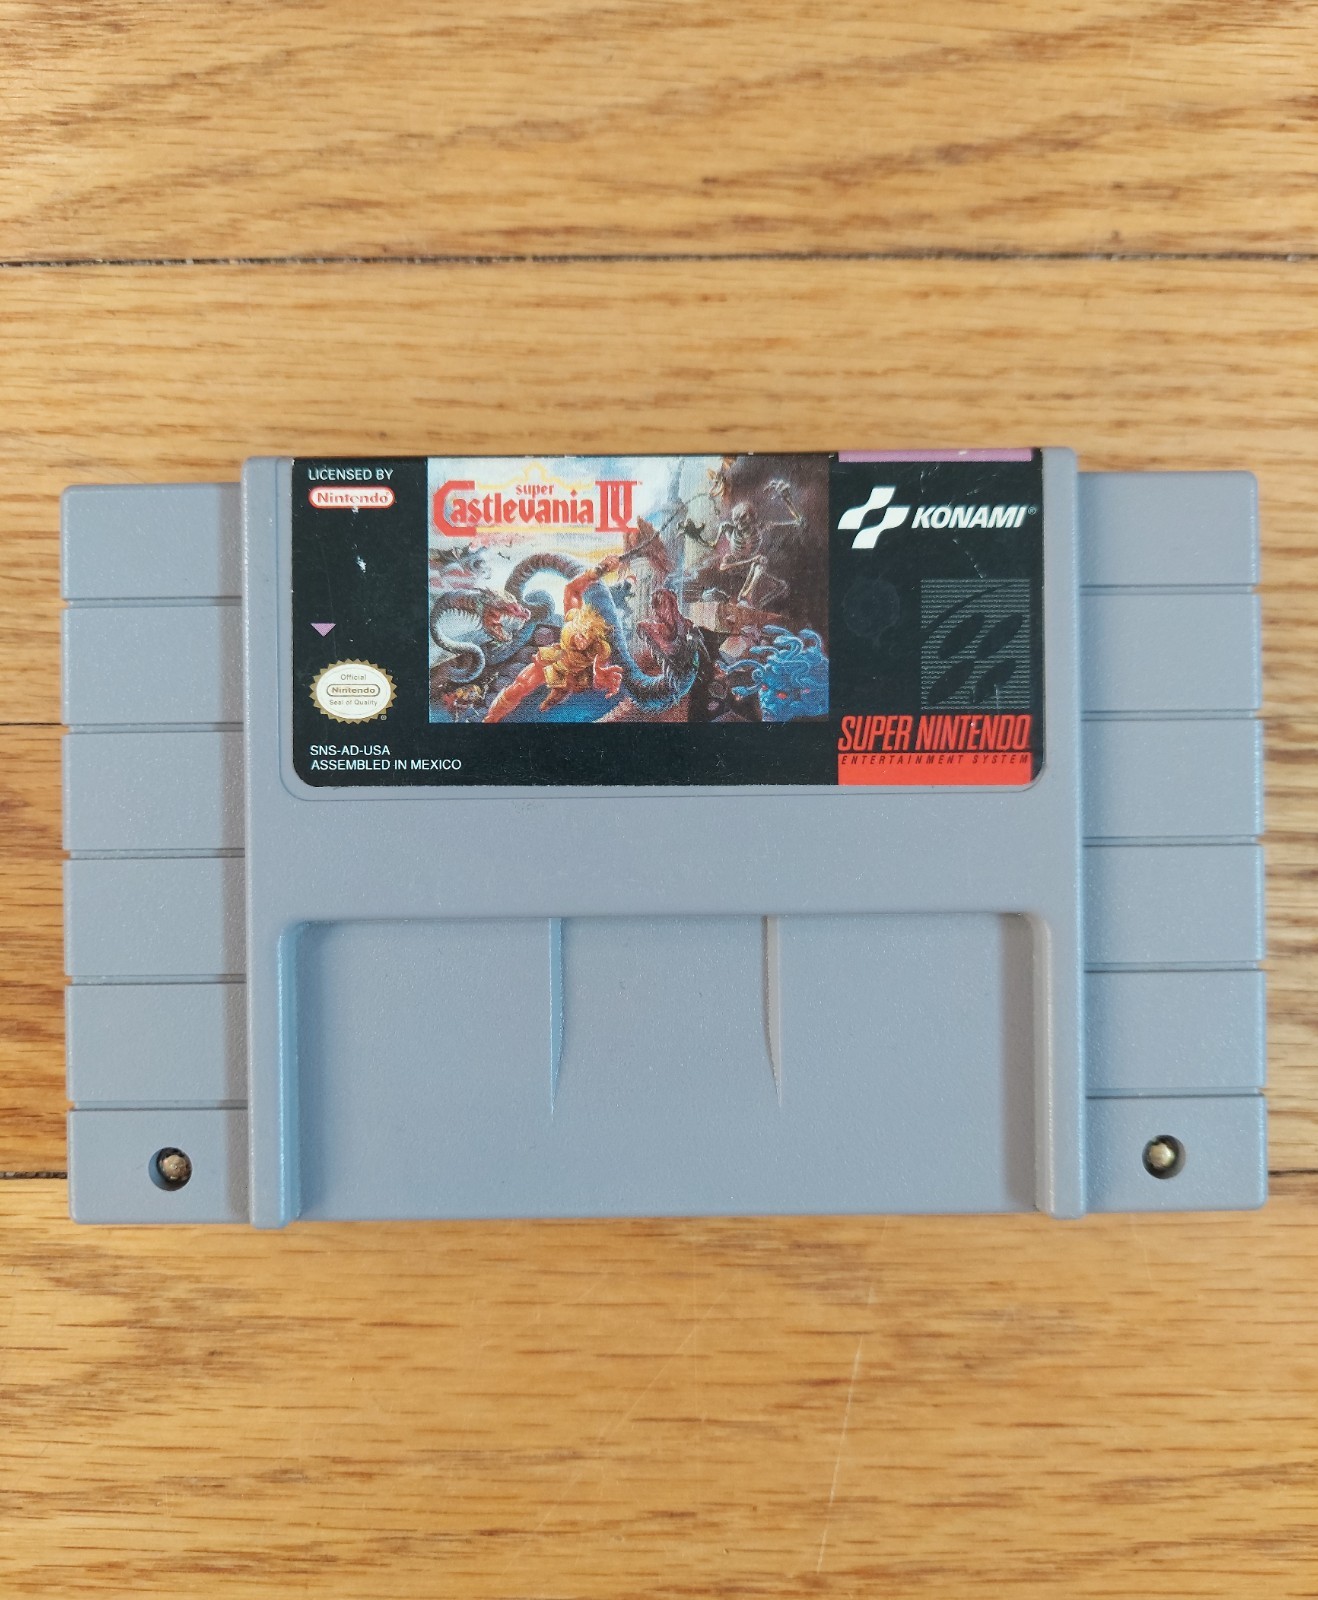 LICENSED BY
Nintendo
super
Castlevania IV
KONAMI®
Official
Nintendo
Seal of Quality
®
SNS-AD-USA
ASSEMBLED IN MEXICO
SUPER NINTENDO
ENTERTAINMENT SYSTEM